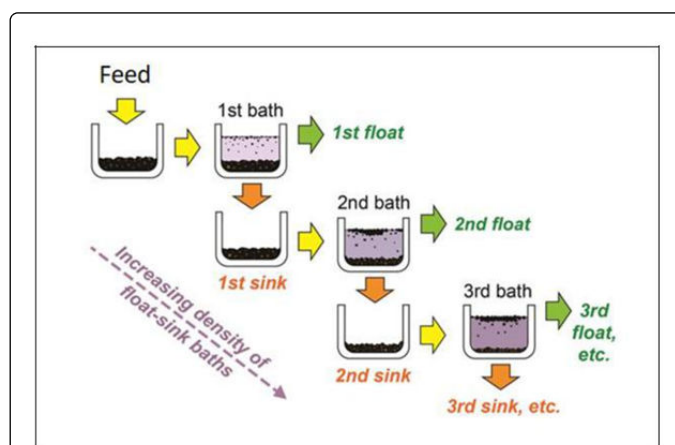 Feed
1st bath
1st float
2nd bath
2nd float
1st sink
3rd bath
3rd
float,
etc.
2nd sink
3rd sink, etc.
Increasing density of
float-sink baths